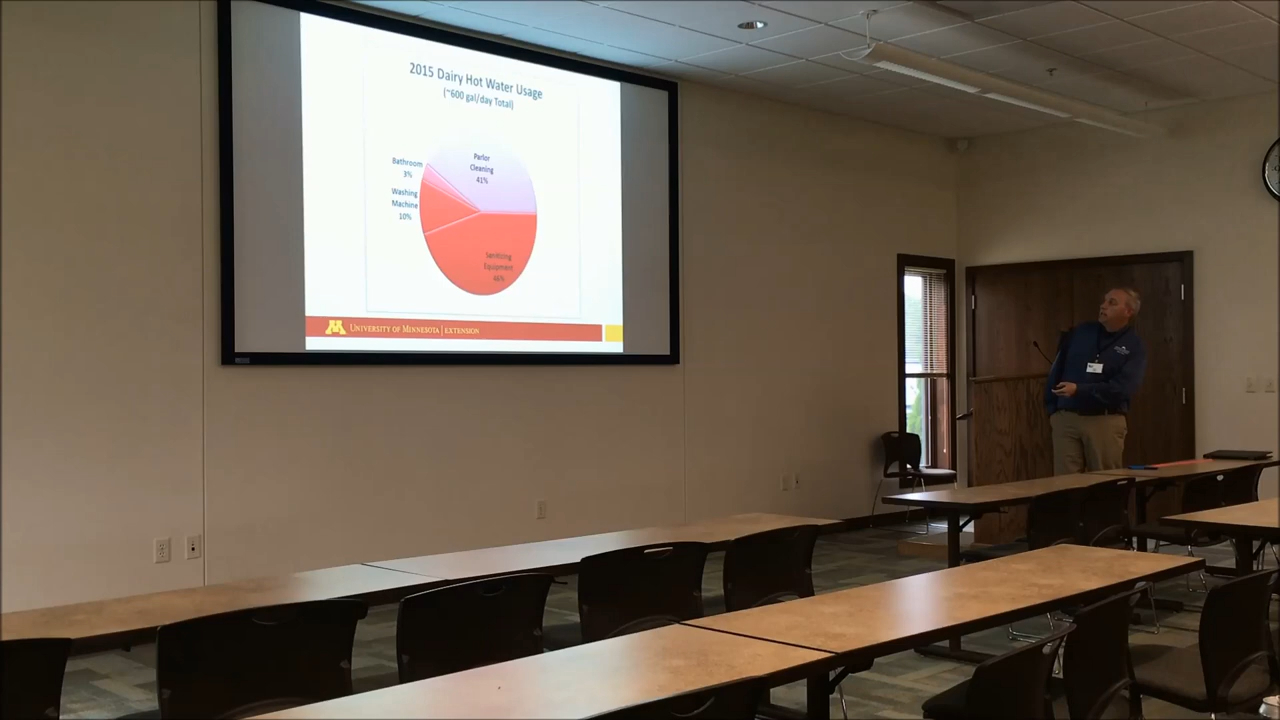 2015 Dairy Hot Water Usage
(~600 gal/day Total)
Parlor
Cleaning
41%
Bathroom
3%
Washing
Machine
10%
Sanitizing
Equipment
46%
UNIVERSITY OF MINNESOTA | EXTENSION